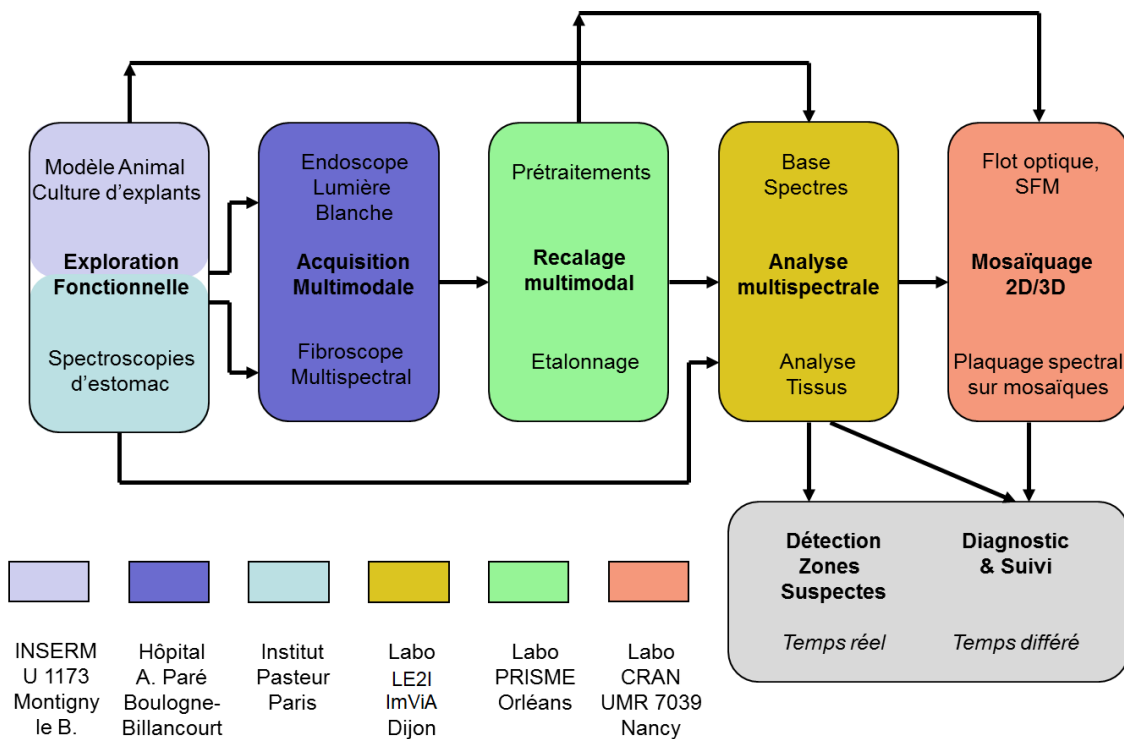 Modèle Animal
Culture d'explants
Exploration
Fonctionnelle
Spectroscopies
d'estomac
Endoscope
Lumière
Blanche
Acquisition
Multimodale
Fibroscope
Multispectral
Prétraitements
Recalage
multimodal
Etalonnage
Base
Spectres
Analyse
multispectrale
Analyse
Tissus
Flot optique,
SFM
Mosaïquage
2D/3D
Plaquage spectral
sur mosaïques
Détection
Zones
Suspectes
Temps réel
Diagnostic
& Suivi
Temps différé
INSERM
U 1173
Montigny
le B.
Hôpital
A. Paré
Boulogne-
Billancourt
Institut
Pasteur
Paris
Labo
LE2I
ImViA
Dijon
Labo
PRISME
Orléans
Labo
CRAN
UMR 7039
Nancy